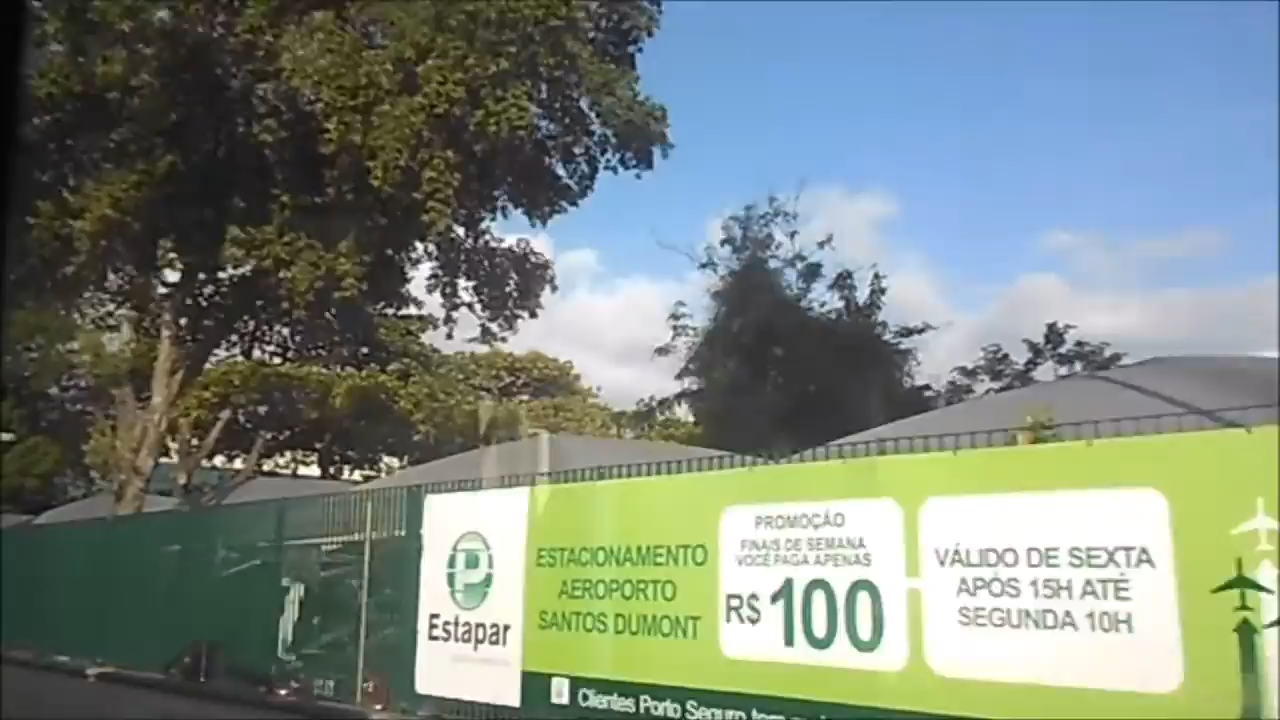 Estapar
ESTACIONAMENTO
AEROPORTO
SANTOS DUMONT
PROMOÇÃO
FINAIS DE SEMANA
VOCÊ PAGA APENAS
R$ 100
VÁLIDO DE SEXTA
APÓS 15H ATÉ
SEGUNDA 10H
Clientes Porto Seguro tem